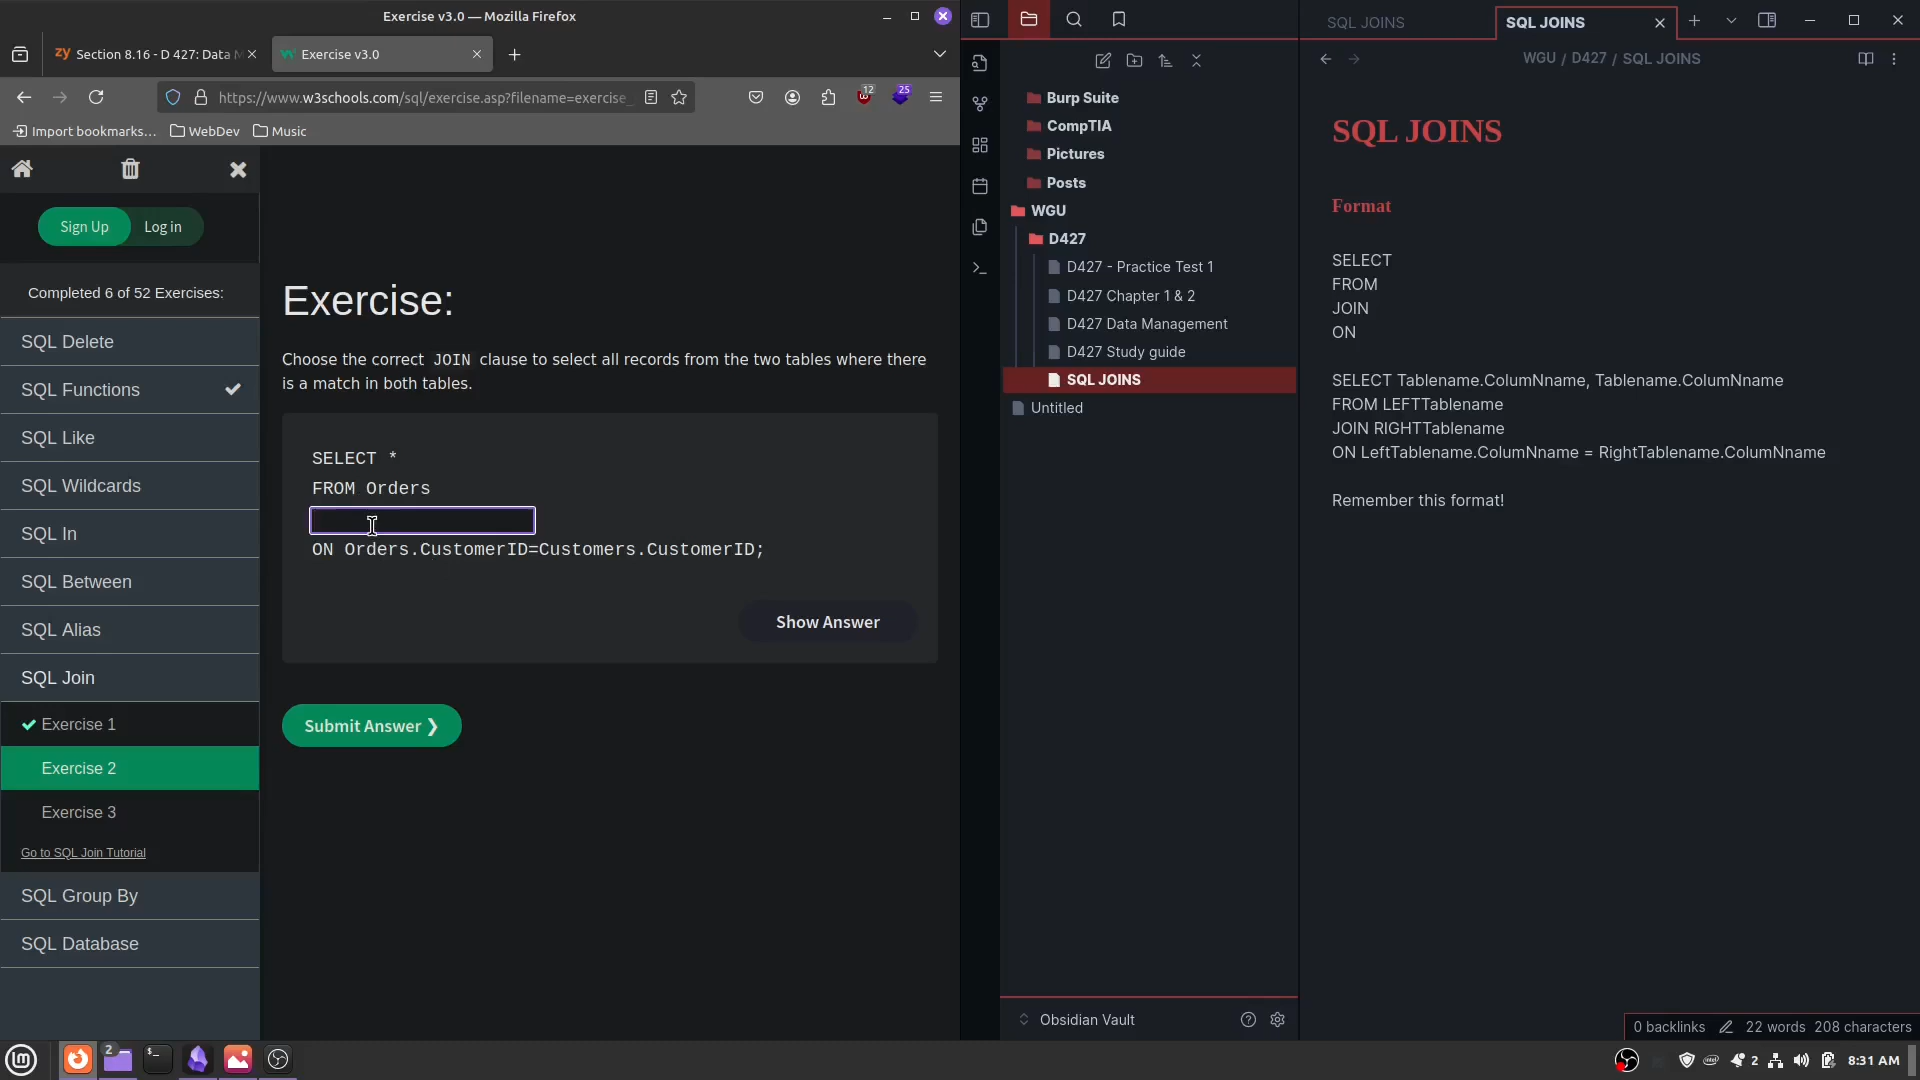 Exercise v3.0 — Mozilla Firefox
Section 8.16 - D 427: Data M
Exercise v3.0
https://www.w3schools.com/sql/exercise.asp?filename=exercise_
12
25
Import bookmarks...
WebDev
Music
Sign Up
Log in
Completed 6 of 52 Exercises:
SQL Delete
SQL Functions
SQL Like
SQL Wildcards
SQL In
SQL Between
SQL Alias
SQL Join
Exercise 1
Exercise 2
Exercise 3
Go to SQL Join Tutorial
SQL Group By
SQL Database
Exercise:
Choose the correct JOIN clause to select all records from the two tables where there
is a match in both tables.
SELECT *
FROM Orders
ON Orders.CustomerID=Customers.CustomerID;
Show Answer
Submit Answer ❯
Burp Suite
CompTIA
Pictures
Posts
WGU
D427
D427 - Practice Test 1
D427 Chapter 1 & 2
D427 Data Management
D427 Study guide
SQL JOINS
Untitled
Obsidian Vault
SQL JOINS
SQL JOINS
WGU / D427 / SQL JOINS
SQL JOINS
Format
SELECT
FROM
JOIN
ON
SELECT Tablename.ColumNname, Tablename.ColumNname
FROM LEFTTablename
JOIN RIGHTTablename
ON LeftTablename.ColumNname = RightTablename.ColumNname
Remember this format!
0 backlinks
22 words
208 characters
2
2
8:31 AM